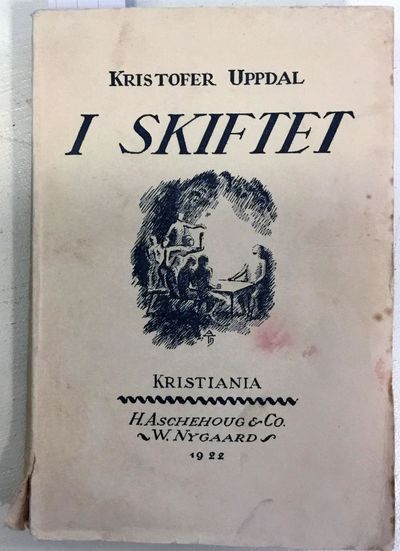 KRISTOFER UPPDAL
I SKIFTET
KRISTIANIA
H. ASCHEHOUG & CO.
W. NYGAARD
1922